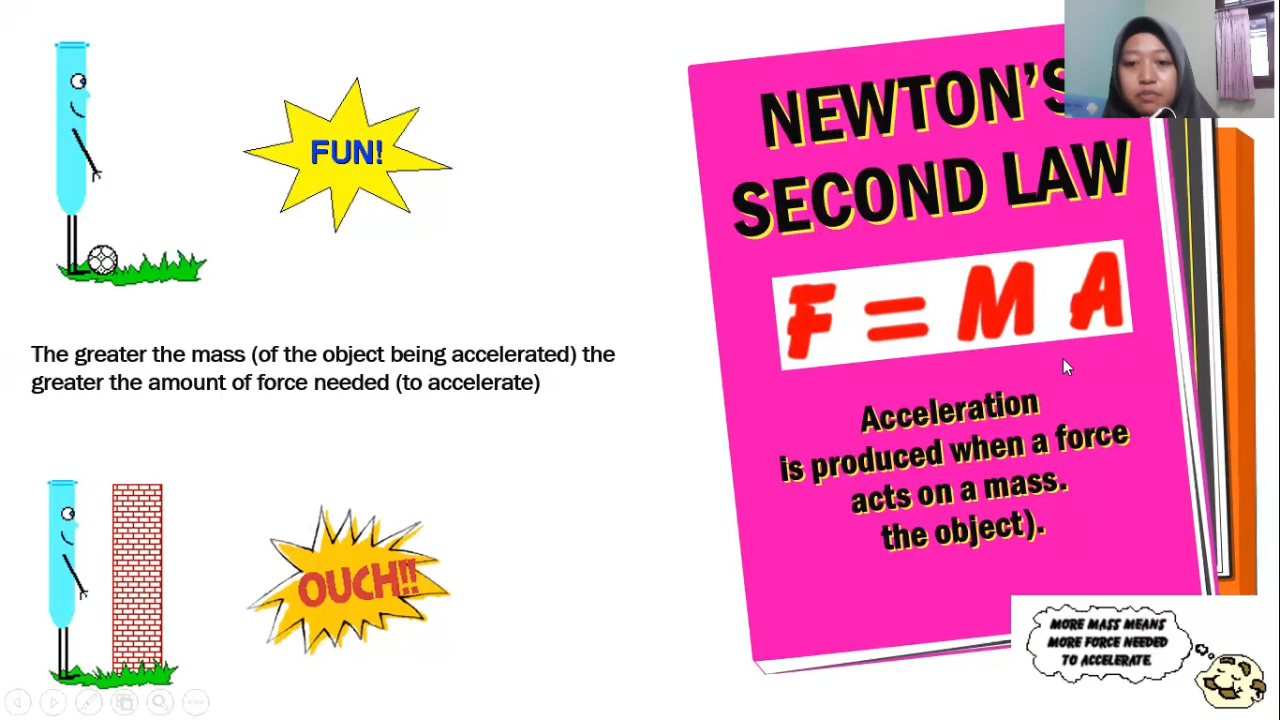 FUN!
The greater the mass (of the object being accelerated) the
greater the amount of force needed (to accelerate)
OUCH!!
NEWTON'S
SECOND LAW
F = M A
Acceleration
is produced when a force
acts on a mass.
the object).
MORE MASS MEANS
MORE FORCE NEEDED
TO ACCELERATE.